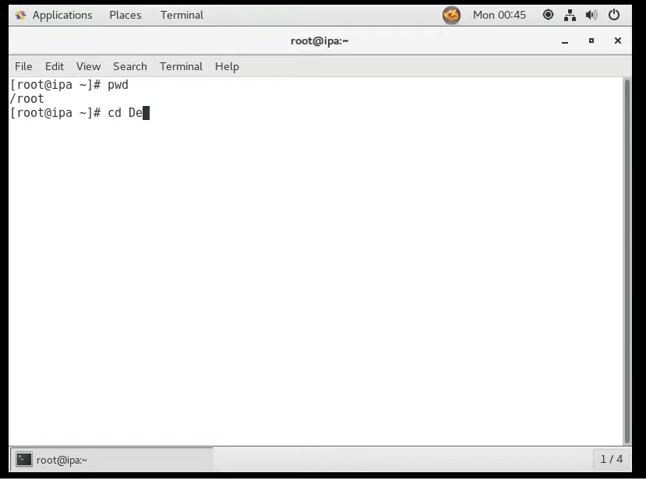 Applications Places Terminal Mon 00:45
root@ipa:~
File Edit View Search Terminal Help
[root@ipa ~]# pwd
/root
[root@ipa ~]# cd De
root@ipa:~ 1 / 4